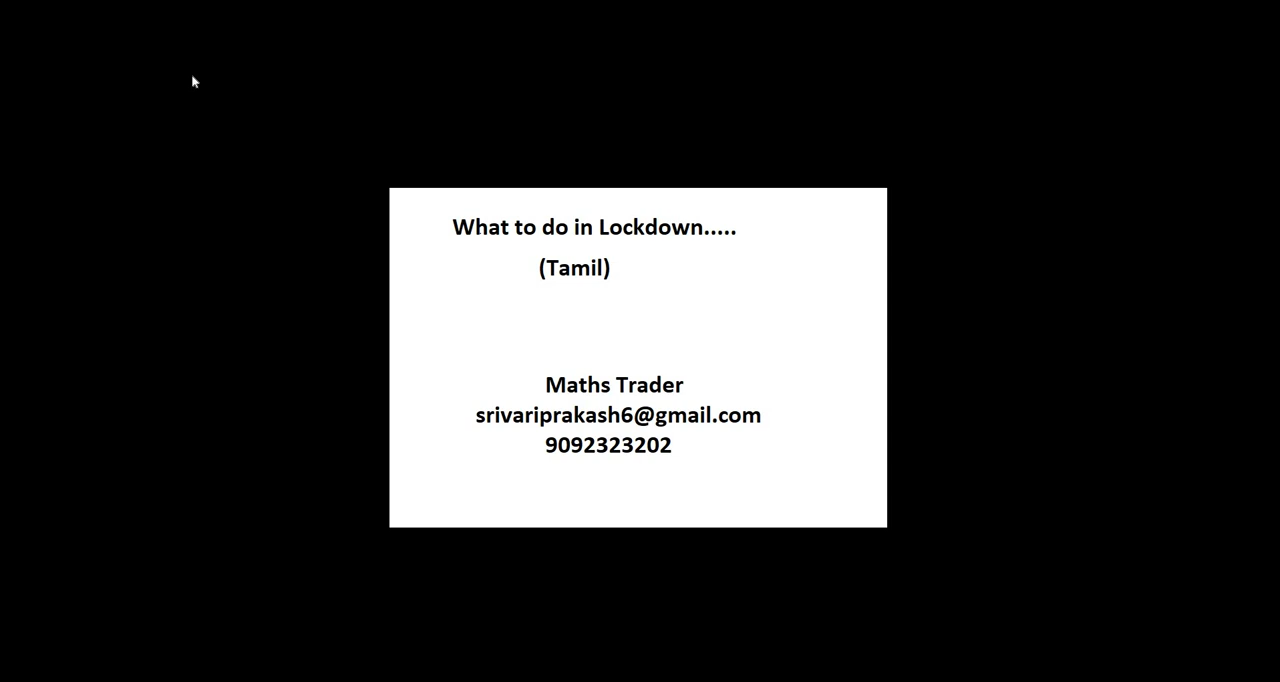 What to do in Lockdown.....
(Tamil)
Maths Trader
srivariprakash6@gmail.com
9092323202